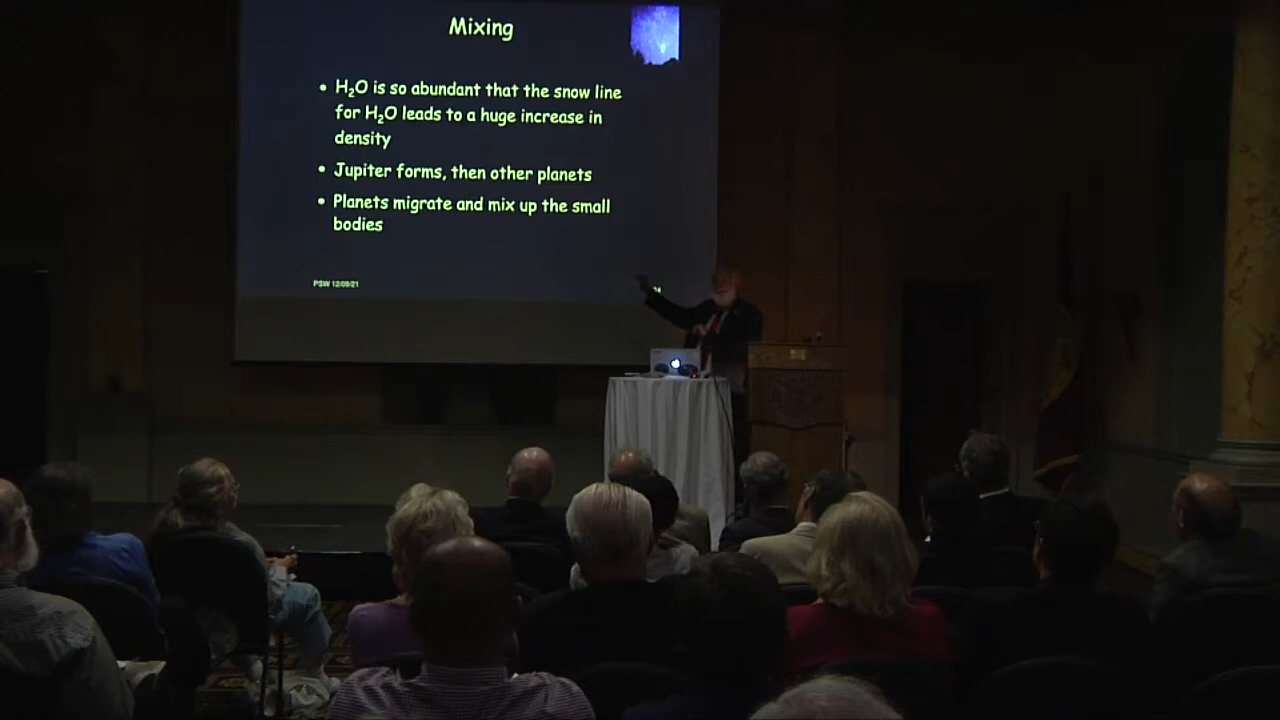 Mixing
• H₂O is so abundant that the snow line
for H₂O leads to a huge increase in
density
• Jupiter forms, then other planets
• Planets migrate and mix up the small
bodies
PSW 12/09/21